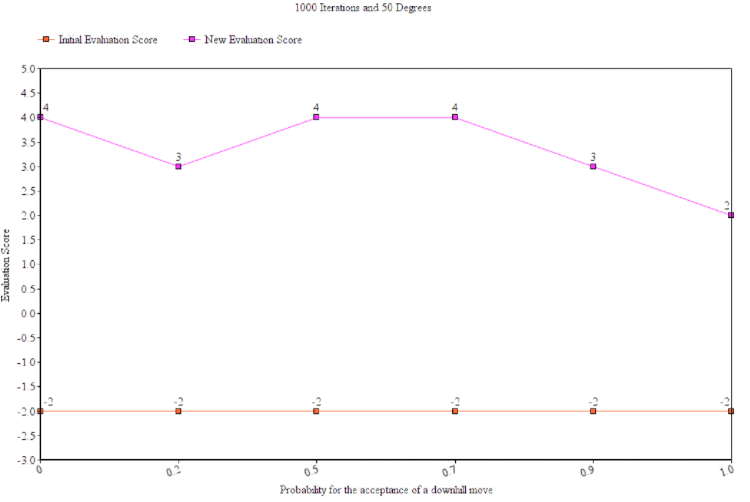 1000 Iterations and 50 Degrees
Initial Evaluation Score New Evaluation Score
5.0
4.5
4.0
3.5
3.0
2.5
2.0
1.5
1.0
0.5
0.0
-0.5
-1.0
-1.5
-2.0
-2.5
-3.0
Evaluation Score
4 3 4 4 3 2
-2 -2 -2 -2 -2 -2
0 0.2 0.5 0.7 0.9 1.0
Probability for the acceptance of a downhill move